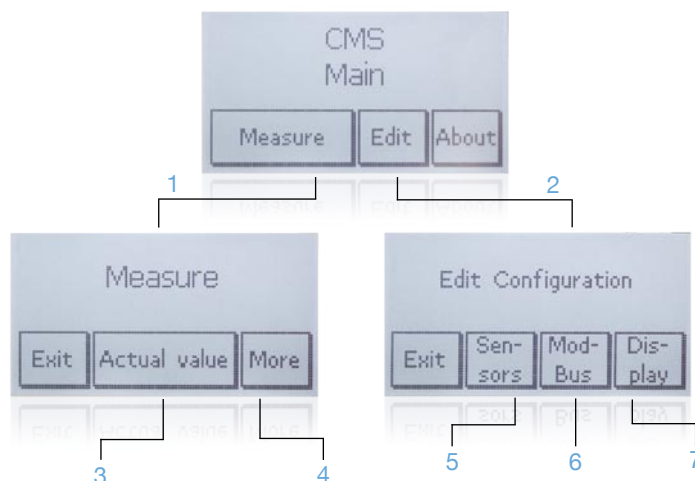 CMS
Main
Measure Edit About
1 2
Measure
Exit Actual value More
3 4
Edit Configuration
Exit Sen-sors Mod-Bus Dis-play
5 6 7